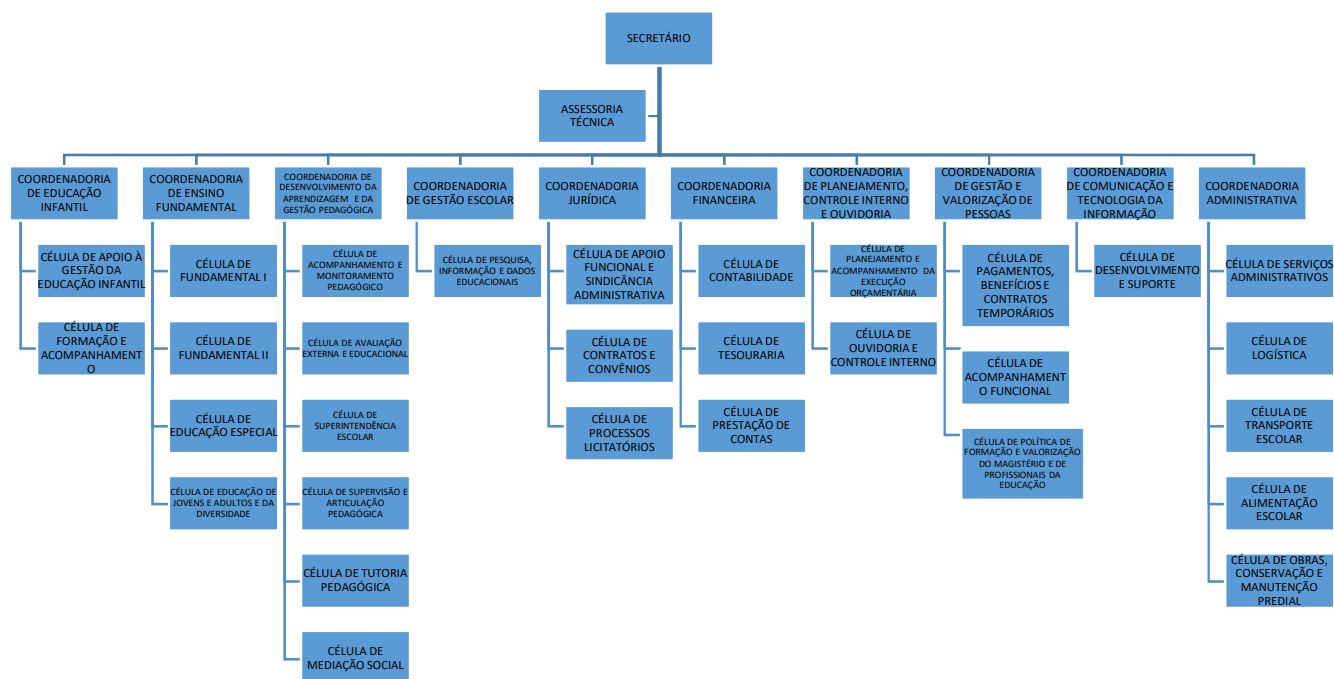 SECRETÁRIO
ASSESSORIA
TÉCNICA
COORDENADORIA
DE EDUCAÇÃO
INFANTIL
CÉLULA DE APOIO À
GESTÃO DA
EDUCAÇÃO INFANTIL
CÉLULA DE
FORMAÇÃO E
ACOMPANHAMENT
O
COORDENADORIA
DE ENSINO
FUNDAMENTAL
CÉLULA DE
FUNDAMENTAL I
CÉLULA DE
FUNDAMENTAL II
CÉLULA DE
EDUCAÇÃO ESPECIAL
CÉLULA DE EDUCAÇÃO DE
JOVENS E ADULTOS E DA
DIVERSIDADE
COORDENADORIA DE
DESENVOLVIMENTO DA
APRENDIZAGEM E DA
GESTÃO PEDAGÓGICA
CÉLULA DE
ACOMPANHAMENTO E
MONITORAMENTO
PEDAGÓGICO
CÉLULA DE AVALIAÇÃO
EXTERNA E EDUCACIONAL
CÉLULA DE
SUPERINTENDÊNCIA
ESCOLAR
CÉLULA DE SUPERVISÃO E
ARTICULAÇÃO
PEDAGÓGICA
CÉLULA DE TUTORIA
PEDAGÓGICA
CÉLULA DE
MEDIAÇÃO SOCIAL
COORDENADORIA
DE GESTÃO ESCOLAR
CÉLULA DE PESQUISA,
INFORMAÇÃO E DADOS
EDUCACIONAIS
COORDENADORIA
JURÍDICA
CÉLULA DE APOIO
FUNCIONAL E
SINDICÂNCIA
ADMINISTRATIVA
CÉLULA DE
CONTRATOS E
CONVÊNIOS
CÉLULA DE
PROCESSOS
LICITATÓRIOS
COORDENADORIA
FINANCEIRA
CÉLULA DE
CONTABILIDADE
CÉLULA DE
TESOURARIA
CÉLULA DE
PRESTAÇÃO DE
CONTAS
COORDENADORIA
DE PLANEJAMENTO,
CONTROLE INTERNO
E OUVIDORIA
CÉLULA DE
PLANEJAMENTO E
ACOMPANHAMENTO DA
EXECUÇÃO
ORÇAMENTÁRIA
CÉLULA DE
OUVIDORIA E
CONTROLE INTERNO
COORDENADORIA
DE GESTÃO E
VALORIZAÇÃO DE
PESSOAS
CÉLULA DE
PAGAMENTOS,
BENEFÍCIOS E
CONTRATOS
TEMPORÁRIOS
CÉLULA DE
ACOMPANHAMENT
O FUNCIONAL
CÉLULA DE POLÍTICA DE
FORMAÇÃO E VALORIZAÇÃO
DO MAGISTÉRIO E DE
PROFISSIONAIS DA
EDUCAÇÃO
COORDENADORIA
DE COMUNICAÇÃO E
TECNOLOGIA DA
INFORMAÇÃO
CÉLULA DE
DESENVOLVIMENTO
E SUPORTE
COORDENADORIA
ADMINISTRATIVA
CÉLULA DE SERVIÇOS
ADMINISTRATIVOS
CÉLULA DE
LOGÍSTICA
CÉLULA DE
TRANSPORTE
ESCOLAR
CÉLULA DE
ALIMENTAÇÃO
ESCOLAR
CÉLULA DE OBRAS,
CONSERVAÇÃO E
MANUTENÇÃO
PREDIAL